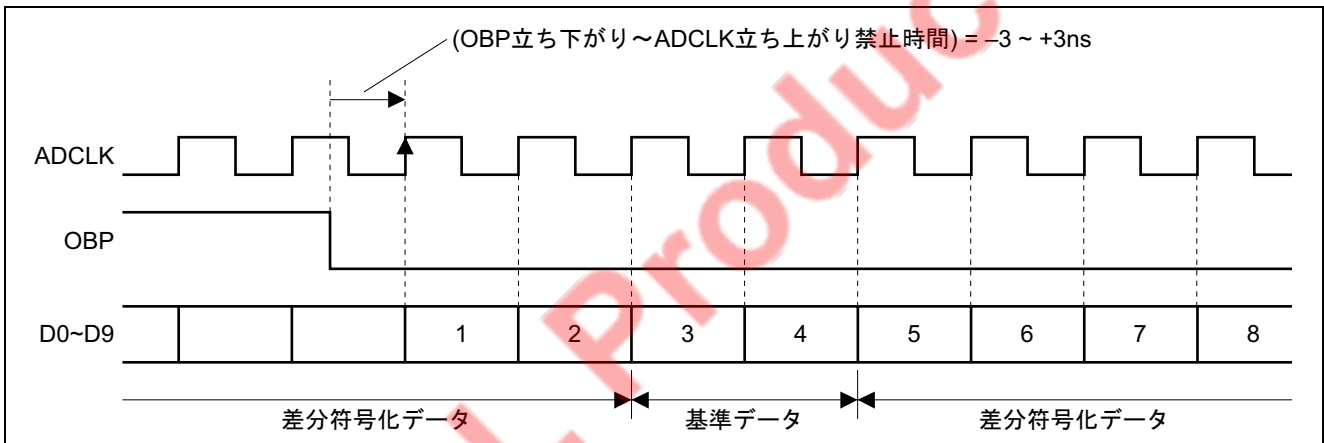 (OBP立ち下がり～ADCLK立ち上がり禁止時間) = –3 ~ +3ns
ADCLK
OBP
D0~D9 1 2 3 4 5 6 7 8
差分符号化データ 基準データ 差分符号化データ
Produc